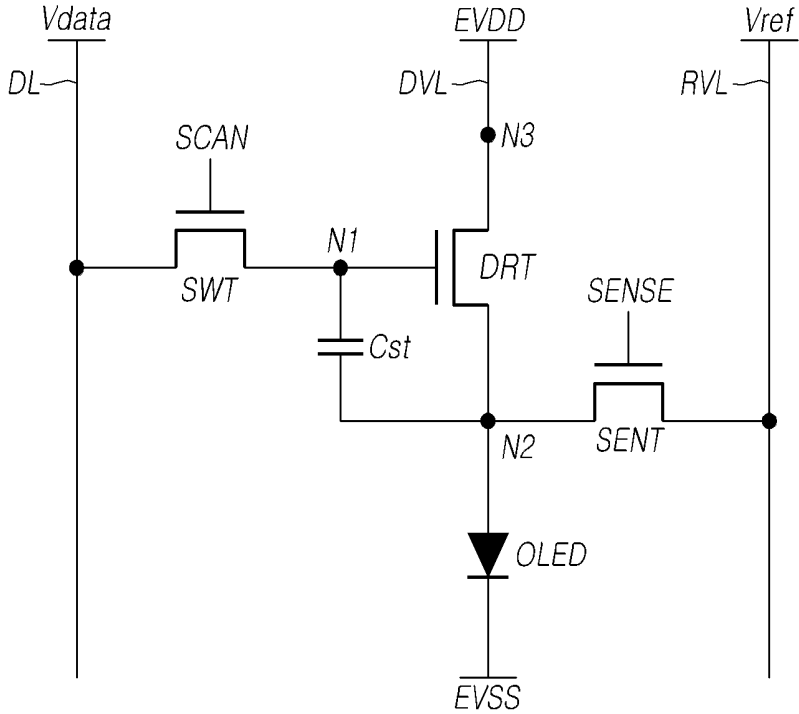 Vdata
EVDD
Vref
DL
DVL
RVL
SCAN
N3
N1
DRT
SWT
SENSE
Cst
N2
SENT
OLED
EVSS